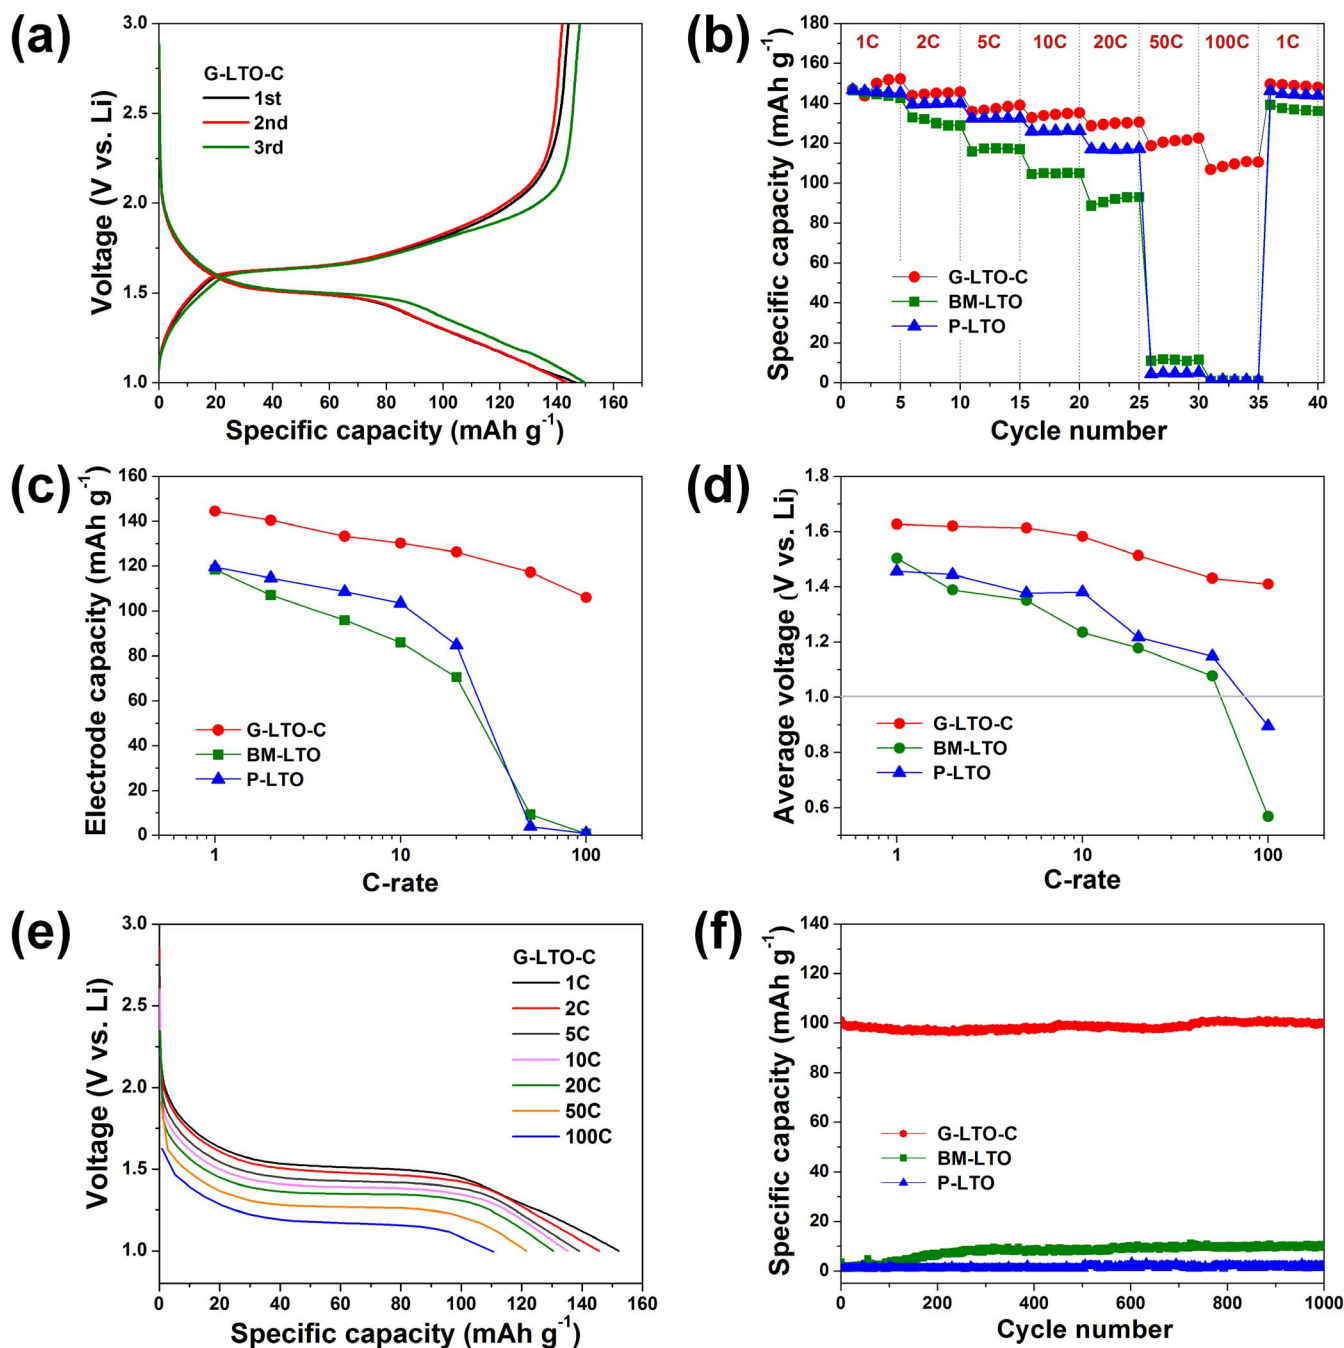 (a)
3.0
2.5
2.0
1.5
1.0
Voltage (V vs. Li)
G-LTO-C
1st
2nd
3rd
0 20 40 60 80 100 120 140 160
Specific capacity (mAh g⁻¹)
(b)
180
160
140
120
100
80
60
40
20
0
Specific capacity (mAh g⁻¹)
1C 2C 5C 10C 20C 50C 100C 1C
G-LTO-C
BM-LTO
P-LTO
0 5 10 15 20 25 30 35 40
Cycle number
(c)
160
140
120
100
80
60
40
20
0
Electrode capacity (mAh g⁻¹)
G-LTO-C
BM-LTO
P-LTO
1 10 100
C-rate
(d)
1.8
1.6
1.4
1.2
1.0
0.8
0.6
Average voltage (V vs. Li)
G-LTO-C
BM-LTO
P-LTO
1 10 100
C-rate
(e)
3.0
2.5
2.0
1.5
1.0
Voltage (V vs. Li)
G-LTO-C
1C
2C
5C
10C
20C
50C
100C
0 20 40 60 80 100 120 140 160
Specific capacity (mAh g⁻¹)
(f)
140
120
100
80
60
40
20
0
Specific capacity (mAh g⁻¹)
G-LTO-C
BM-LTO
P-LTO
0 200 400 600 800 1000
Cycle number